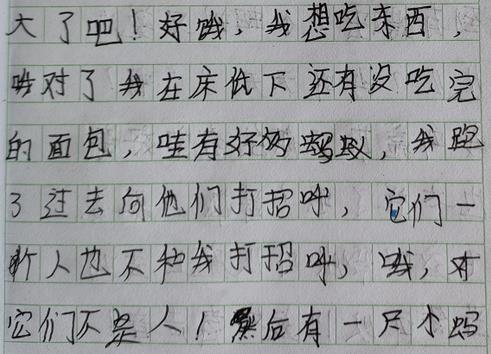 大了吧！好哦，我想吃东西，
哦对了我在床低下还有没吃完
的面包，哇有好多蚂蚁，我跑
了过去向他们打招呼，它们一
个人也不和我打招呼，哦，对
它们不是人！然后有一只小蚂